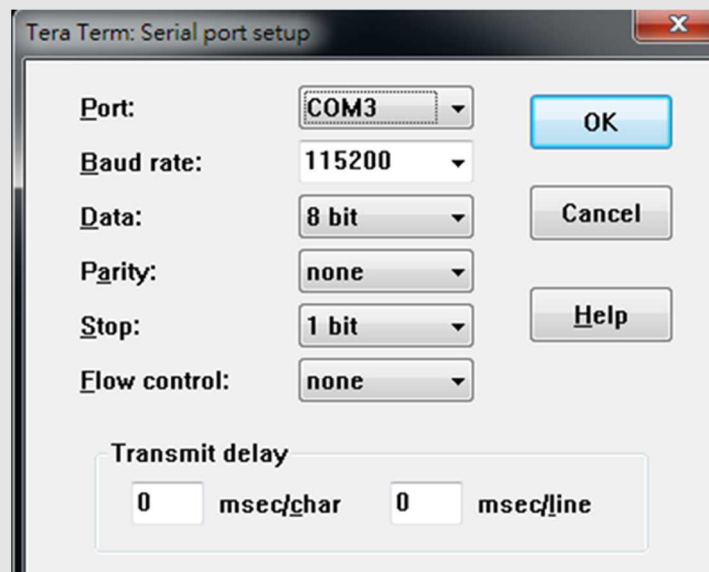 Tera Term: Serial port setup
Port: COM3
Baud rate: 115200
Data: 8 bit
Parity: none
Stop: 1 bit
Flow control: none
OK
Cancel
Help
Transmit delay
0 msec/char 0 msec/line